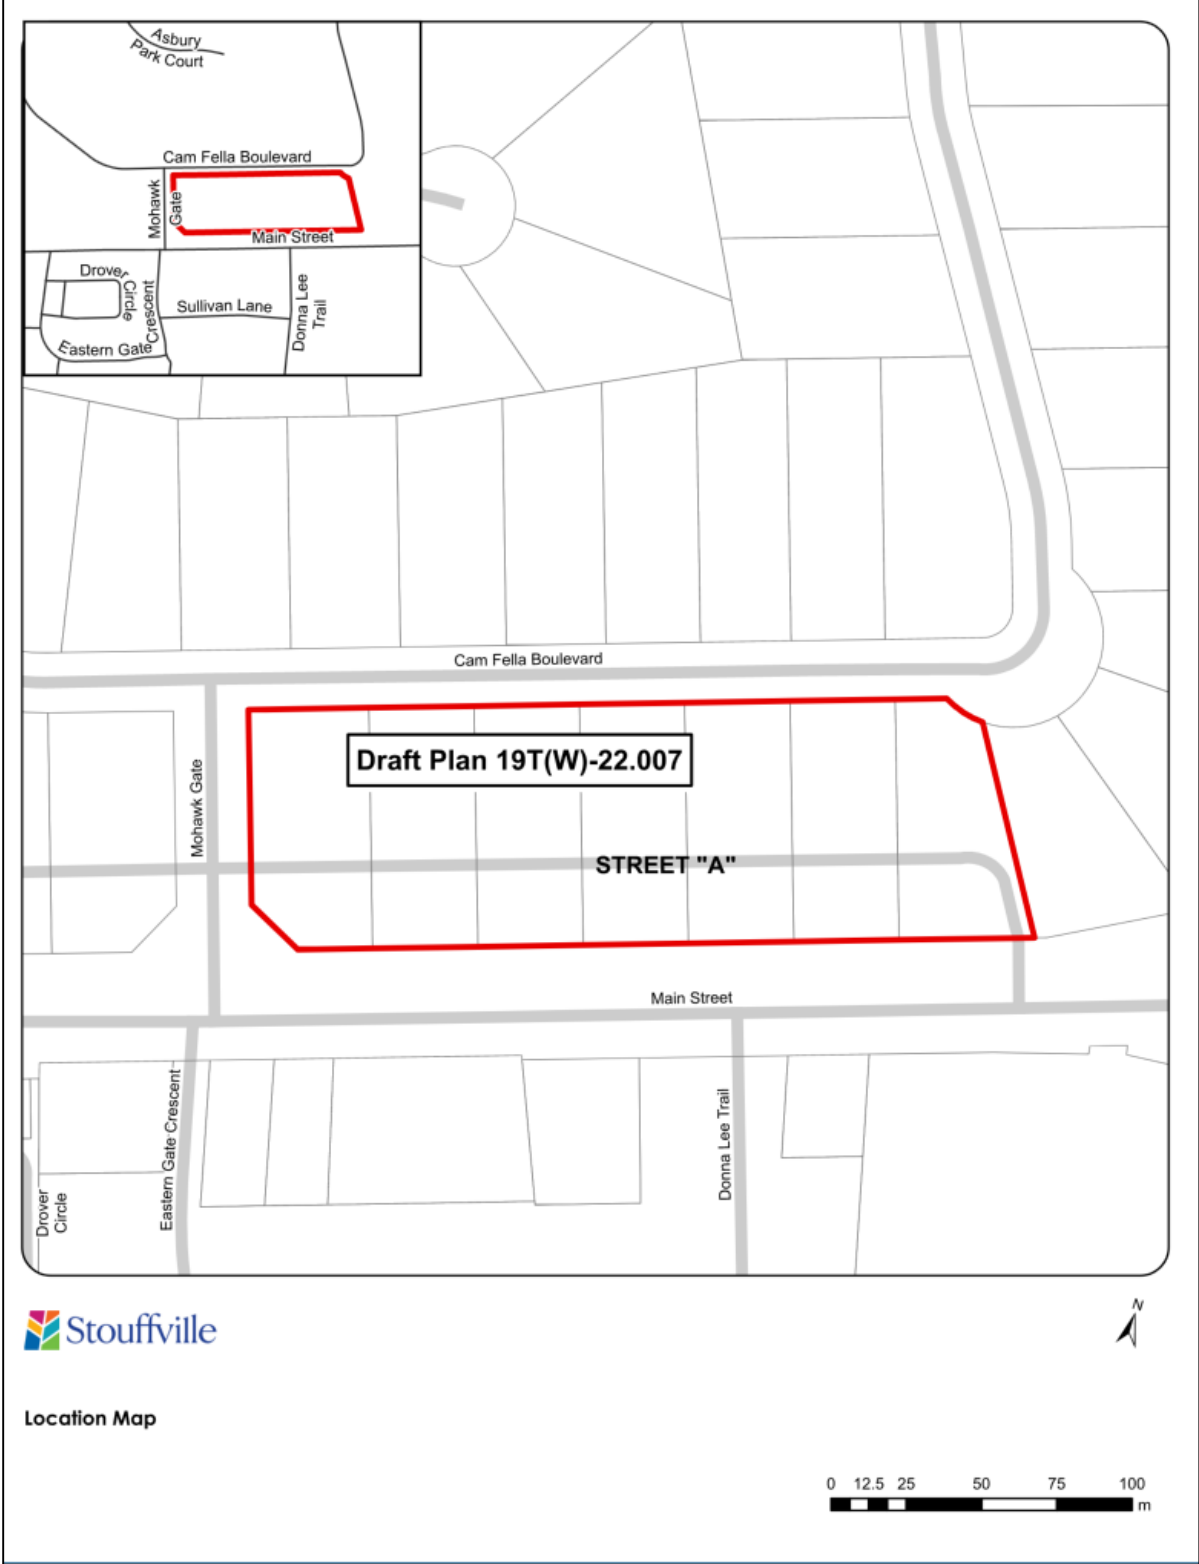 Asbury
Park Court
Cam Fella Boulevard
Mohawk
Gate
Main Street
Drover
Circle
Crescent
Sullivan Lane
Donna Lee
Trail
Eastern Gate
Cam Fella Boulevard
Draft Plan 19T(W)-22.007
Mohawk Gate
STREET "A"
Main Street
Eastern Gate Crescent
Donna Lee Trail
Drover
Circle
N
Stouffville
Location Map
0 12.5 25 50 75 100
m